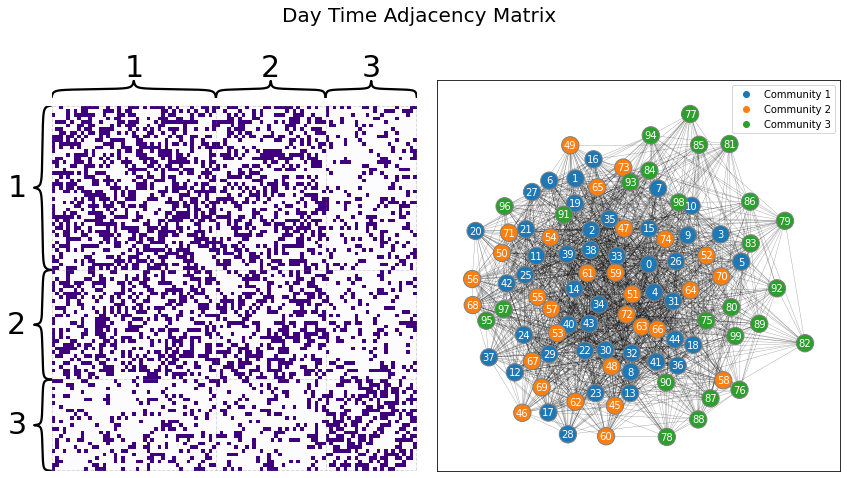 Day Time Adjacency Matrix
1 2 3
1
2
3
Community 1
Community 2
Community 3
77
94
85 81
49
16
73 84
6 1 93
65 7
27
86
96 19 98 10
91
79
35
20 71 21 2 47 15 9 3
54 74
83
50 11 39 38 33 52
0 26 5
56 25 61 59 70
42 14 64 92
55 51 4
68 57 34 31 80
97
95 72 75 89
40 43 63 66
24 53 99
44 82
22 30 32 18
37 29
67 48 41 36
12 8
58
69 90 76
23 13
62 87
46 17 45
88
28 60 78